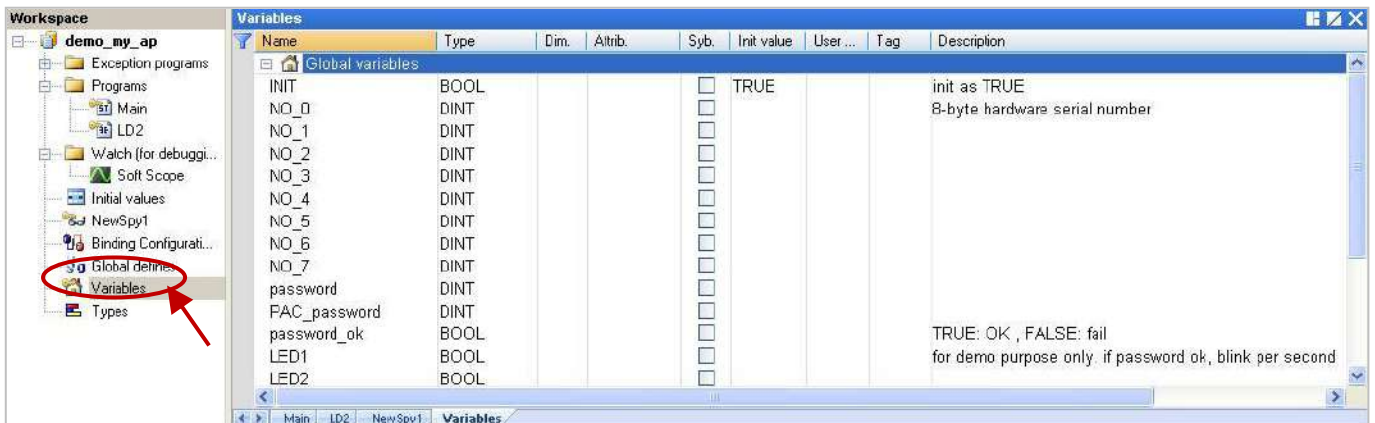 Workspace
demo_my_ap
Exception programs
Programs
ST Main
LD2
Watch (for debuggi...
Soft Scope
Initial values
NewSpy1
Binding Configurati...
Global defines
Variables
Types
Variables
Name Type Dim. Attrib. Syb. Init value User ... Tag Description
Global variables
INIT BOOL TRUE init as TRUE
NO_0 DINT 8-byte hardware serial number
NO_1 DINT
NO_2 DINT
NO_3 DINT
NO_4 DINT
NO_5 DINT
NO_6 DINT
NO_7 DINT
password DINT
PAC_password DINT
password_ok BOOL TRUE: OK , FALSE: fail
LED1 BOOL for demo purpose only. if password ok, blink per second
LED2 BOOL
Main LD2 NewSpy1 Variables